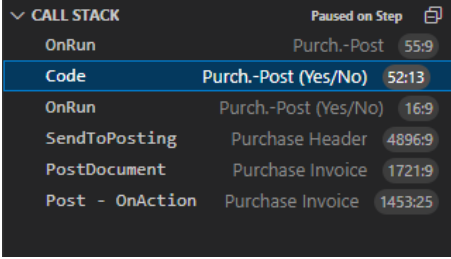 CALL STACK Paused on Step
OnRun Purch.-Post 55:9
Code Purch.-Post (Yes/No) 52:13
OnRun Purch.-Post (Yes/No) 16:9
SendToPosting Purchase Header 4896:9
PostDocument Purchase Invoice 1721:9
Post - OnAction Purchase Invoice 1453:25